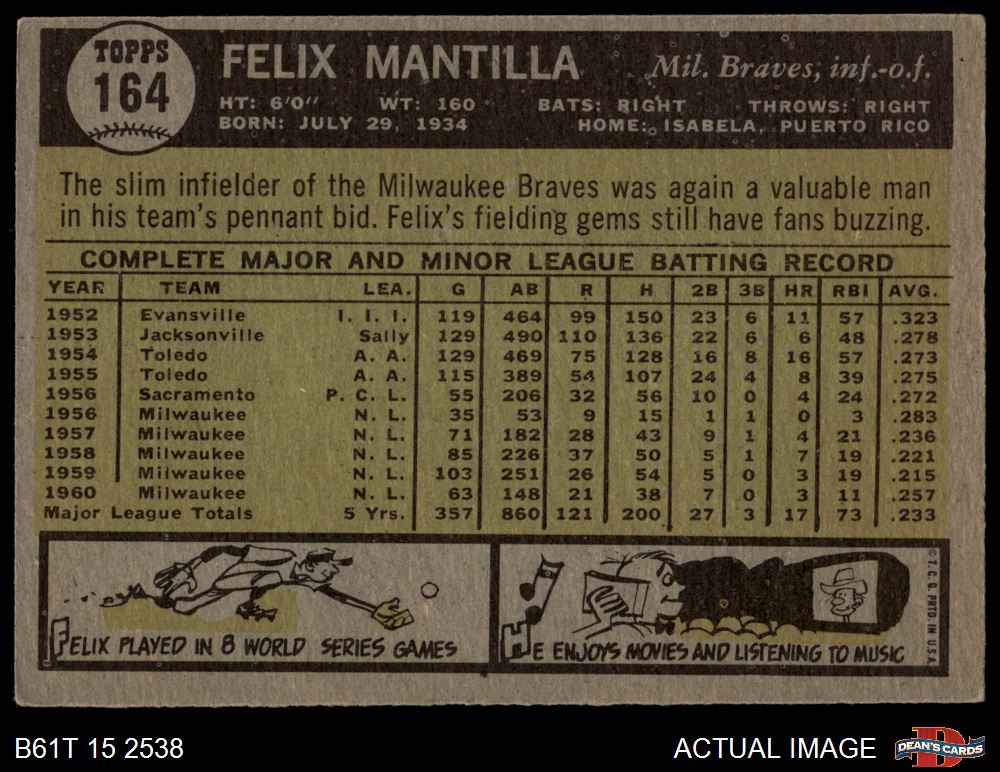 TOPPS
164
FELIX MANTILLA
Mil. Braves, inf.-o.f.
HT: 6'0" WT: 160 BATS: RIGHT THROWS: RIGHT
BORN: JULY 29, 1934 HOME: ISABELA, PUERTO RICO
The slim infielder of the Milwaukee Braves was again a valuable man
in his team's pennant bid. Felix's fielding gems still have fans buzzing.
COMPLETE MAJOR AND MINOR LEAGUE BATTING RECORD
YEAR TEAM LEA. G AB R H 2B 3B HR RBI AVG.
1952 Evansville I. I. I. 119 464 99 150 23 6 11 57 .323
1953 Jacksonville Sally 129 490 110 136 22 6 6 48 .278
1954 Toledo A. A. 129 469 75 128 16 8 16 57 .273
1955 Toledo A. A. 115 389 54 107 24 4 8 39 .275
1956 Sacramento P. C. L. 55 206 32 56 10 0 4 24 .272
1956 Milwaukee N. L. 35 53 9 15 1 1 0 3 .283
1957 Milwaukee N. L. 71 182 28 43 9 1 4 21 .236
1958 Milwaukee N. L. 85 226 37 50 5 1 7 19 .221
1959 Milwaukee N. L. 103 251 26 54 5 0 3 19 .215
1960 Milwaukee N. L. 63 148 21 38 7 0 3 11 .257
Major League Totals 5 Yrs. 357 860 121 200 27 3 17 73 .233
FELIX PLAYED IN 8 WORLD SERIES GAMES
HE ENJOYS MOVIES AND LISTENING TO MUSIC
© T. C. G. PRTD. IN U.S.A.
B61T 15 2538
ACTUAL IMAGE
DEAN'S CARDS